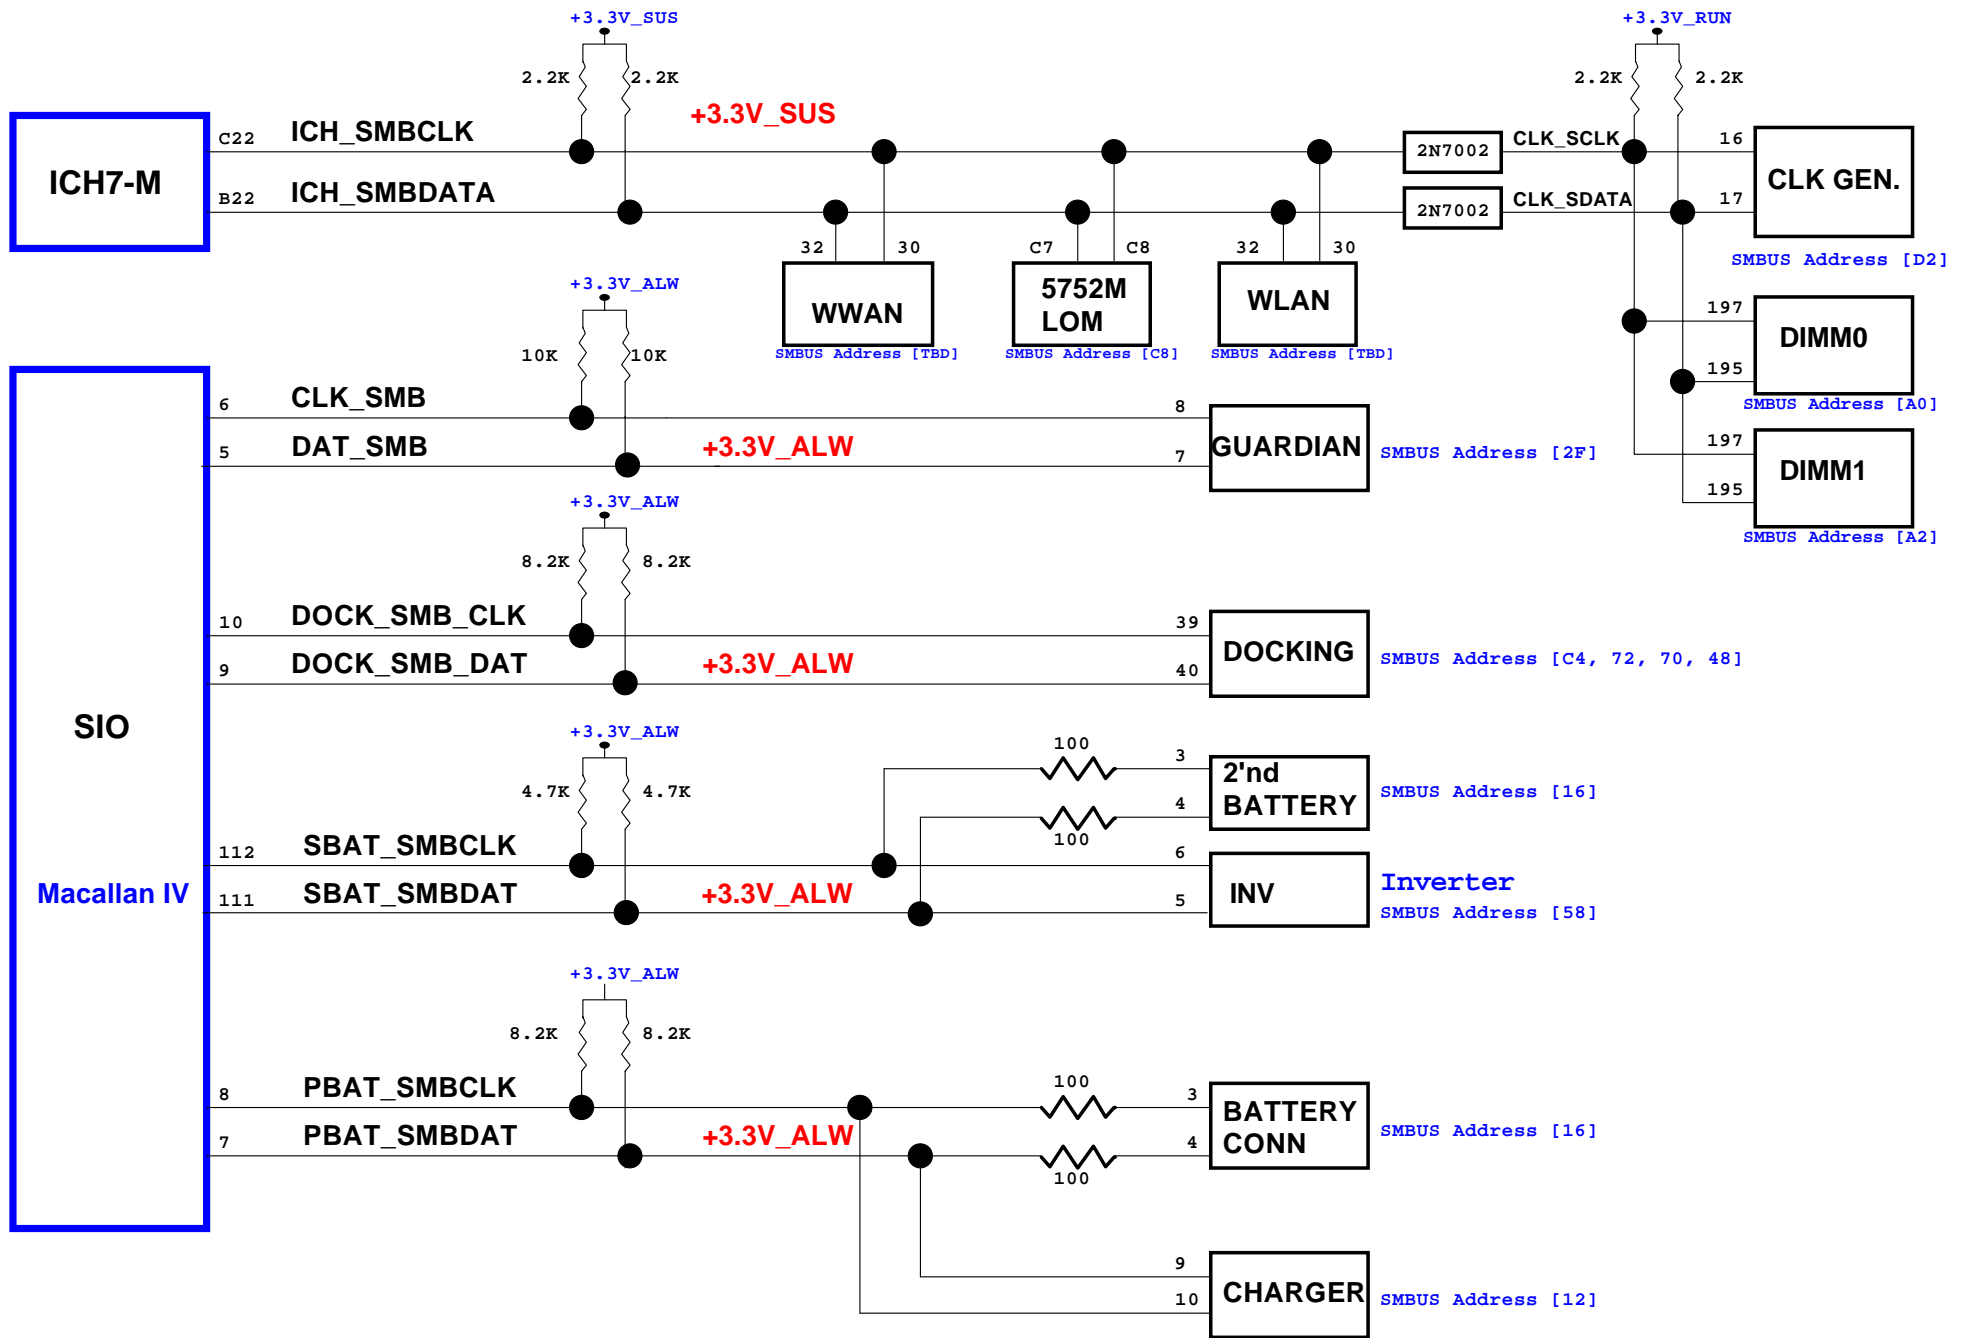 +3.3V_SUS
+3.3V_RUN
2.2K
2.2K
2.2K
2.2K
+3.3V_SUS
ICH7-M
C22
ICH_SMBCLK
B22
ICH_SMBDATA
2N7002
CLK_SCLK
2N7002
CLK_SDATA
16
17
CLK GEN.
SMBUS Address [D2]
32
30
WWAN
SMBUS Address [TBD]
C7
C8
5752M
LOM
SMBUS Address [C8]
32
30
WLAN
SMBUS Address [TBD]
197
195
DIMM0
SMBUS Address [A0]
197
195
DIMM1
SMBUS Address [A2]
SIO
Macallan IV
+3.3V_ALW
10K
10K
6
CLK_SMB
5
DAT_SMB
+3.3V_ALW
8
7
GUARDIAN
SMBUS Address [2F]
+3.3V_ALW
8.2K
8.2K
10
DOCK_SMB_CLK
9
DOCK_SMB_DAT
+3.3V_ALW
39
40
DOCKING
SMBUS Address [C4, 72, 70, 48]
+3.3V_ALW
4.7K
4.7K
112
SBAT_SMBCLK
111
SBAT_SMBDAT
+3.3V_ALW
100
100
3
4
2'nd
BATTERY
SMBUS Address [16]
6
5
INV
Inverter
SMBUS Address [58]
+3.3V_ALW
8.2K
8.2K
8
PBAT_SMBCLK
7
PBAT_SMBDAT
+3.3V_ALW
100
100
3
4
BATTERY
CONN
SMBUS Address [16]
9
10
CHARGER
SMBUS Address [12]